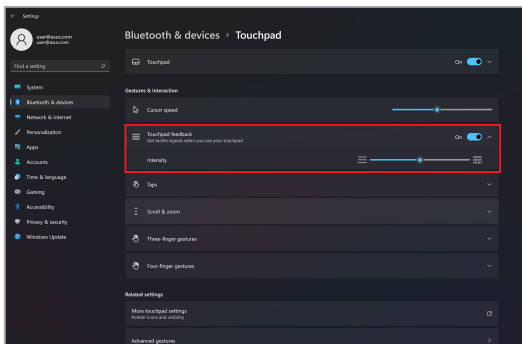 Settings
user@asus.com
user@asus.com
Find a setting
System
Bluetooth & devices
Network & internet
Personalization
Apps
Accounts
Time & language
Gaming
Accessibility
Privacy & security
Windows Update
Bluetooth & devices > Touchpad
Touchpad
On
Gestures & interaction
Cursor speed
Touchpad feedback
Get tactile signals when you use your touchpad
On
Intensity
Taps
Scroll & zoom
Three-finger gestures
Four-finger gestures
Related settings
More touchpad settings
Pointer icons and visibility
Advanced gestures